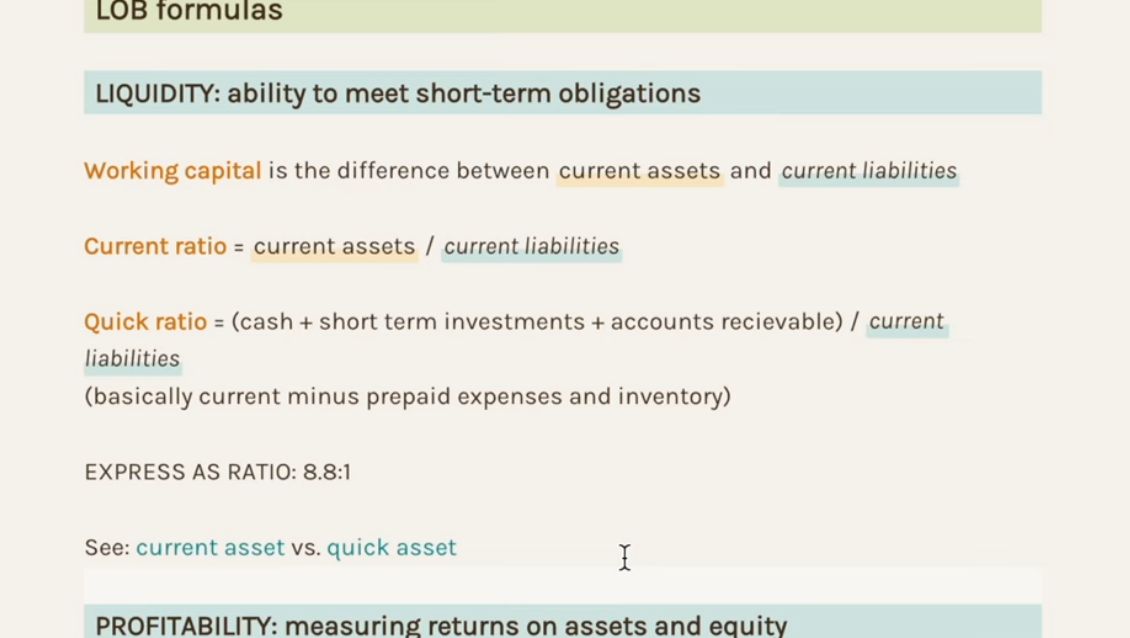 LOB formulas
LIQUIDITY: ability to meet short-term obligations
Working capital is the difference between current assets and current liabilities
Current ratio = current assets / current liabilities
Quick ratio = (cash + short term investments + accounts recievable) / current
liabilities
(basically current minus prepaid expenses and inventory)
EXPRESS AS RATIO: 8.8:1
See: current asset vs. quick asset
PROFITABILITY: measuring returns on assets and equity